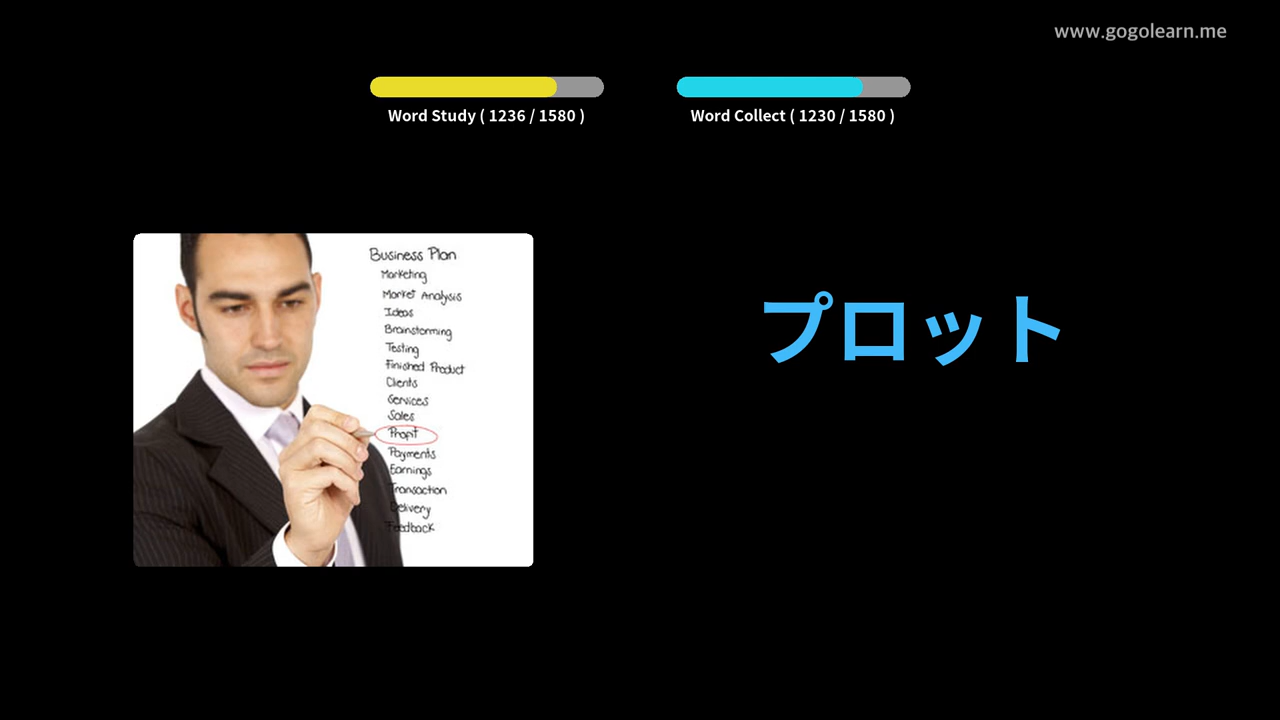 www.gogolearn.me
Word Study ( 1236 / 1580 )
Word Collect ( 1230 / 1580 )
Business Plan
Marketing
Market Analysis
Ideas
Brainstorming
Testing
Finished Product
Clients
Services
Sales
Profit
Payments
Earnings
Transaction
Delivery
Feedback
プロット